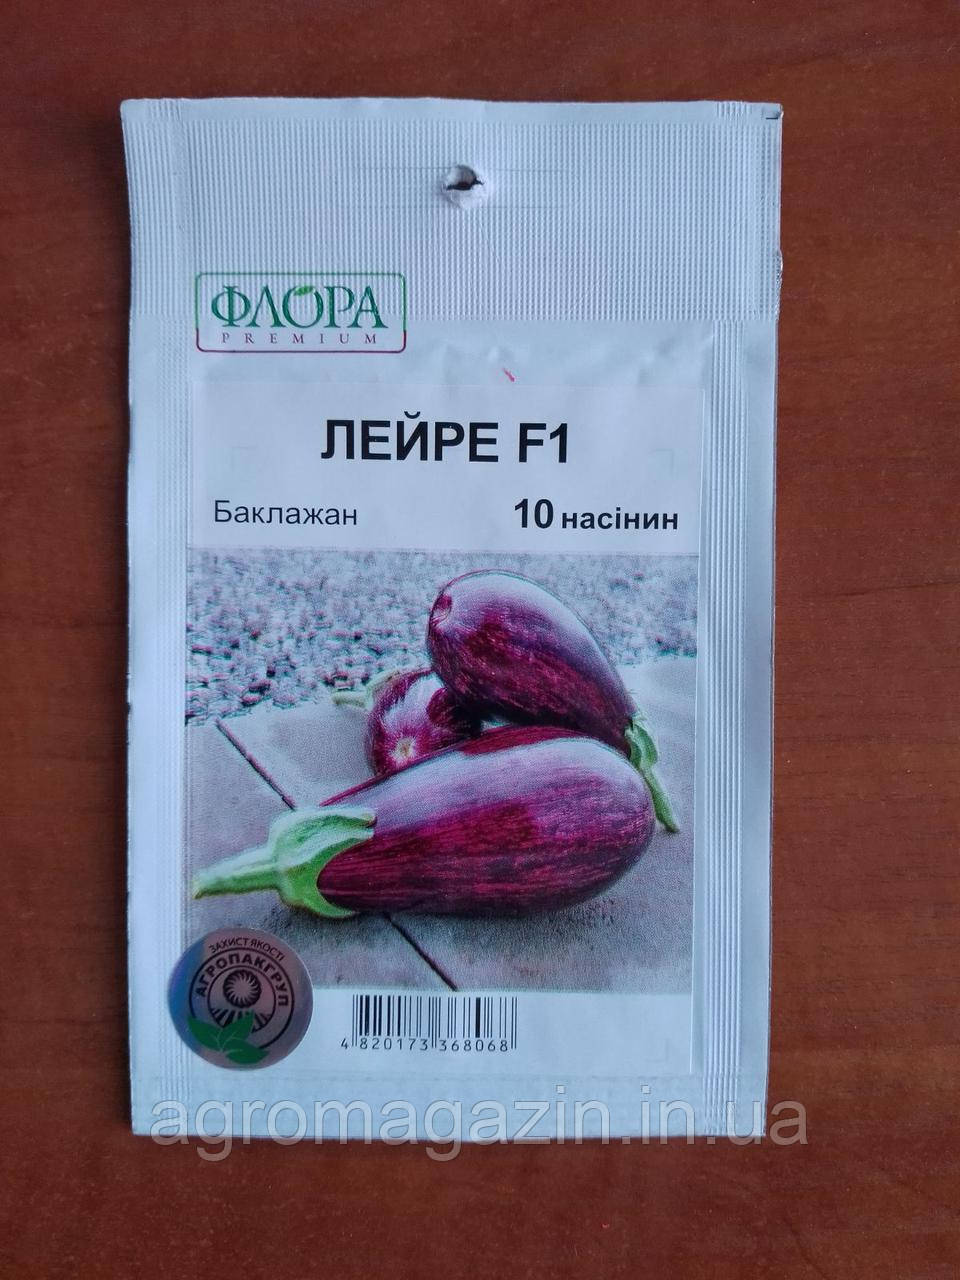 ФЛОРА
PREMIUM
ЛЕЙРЕ F1
Баклажан 10 насінин
ЗАХИСТ ЯКОСТІ
АГРОПАКГРУП
4 820173 368068
agromagazin.in.ua